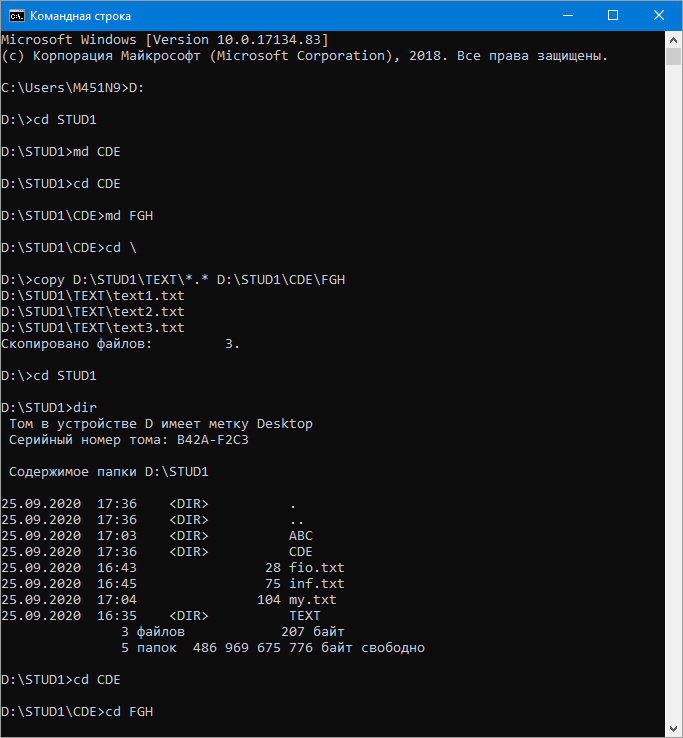 Командная строка
Microsoft Windows [Version 10.0.17134.83]
(c) Корпорация Майкрософт (Microsoft Corporation), 2018. Все права защищены.
C:\Users\M451N9>D:
D:\>cd STUD1
D:\STUD1>md CDE
D:\STUD1>cd CDE
D:\STUD1\CDE>md FGH
D:\STUD1\CDE>cd \
D:\>copy D:\STUD1\TEXT\*.* D:\STUD1\CDE\FGH
D:\STUD1\TEXT\text1.txt
D:\STUD1\TEXT\text2.txt
D:\STUD1\TEXT\text3.txt
Скопировано файлов:         3.
D:\>cd STUD1
D:\STUD1>dir
 Том в устройстве D имеет метку Desktop
 Серийный номер тома: B42A-F2C3
 Содержимое папки D:\STUD1
25.09.2020  17:36    <DIR>          .
25.09.2020  17:36    <DIR>          ..
25.09.2020  17:03    <DIR>          ABC
25.09.2020  17:36    <DIR>          CDE
25.09.2020  16:43                28 fio.txt
25.09.2020  16:45                75 inf.txt
25.09.2020  17:04               104 my.txt
25.09.2020  16:35    <DIR>          TEXT
               3 файлов            207 байт
               5 папок  486 969 675 776 байт свободно
D:\STUD1>cd CDE
D:\STUD1\CDE>cd FGH